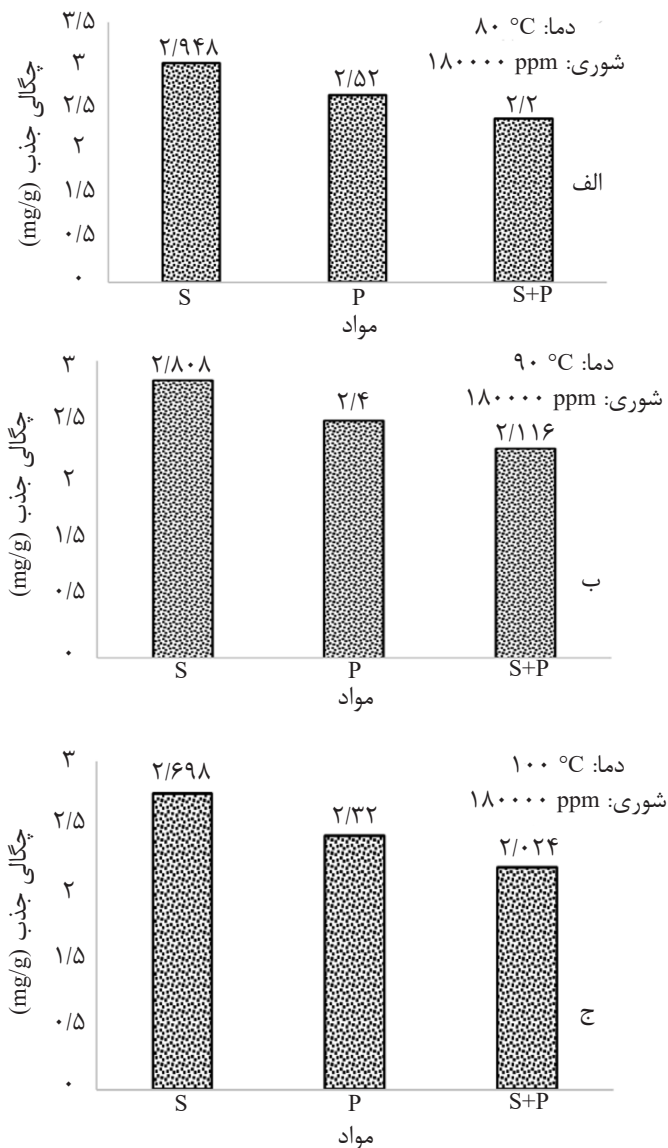 دما: ۸۰ °C
شوری: ۱۸۰۰۰۰ ppm
چگالی جذب (mg/g)
۳/۵
۳
۲/۵
۲
۱/۵
۰/۵
۰
۲/۹۴۸
۲/۵۲
۲/۲
الف
S P S+P
مواد
دما: ۹۰ °C
شوری: ۱۸۰۰۰۰ ppm
چگالی جذب (mg/g)
۳
۲/۵
۲
۱/۵
۰/۵
۰
۲/۸۰۸
۲/۴
۲/۱۱۶
ب
S P S+P
مواد
دما: ۱۰۰ °C
شوری: ۱۸۰۰۰۰ ppm
چگالی جذب (mg/g)
۳
۲/۵
۲
۱/۵
۰/۵
۰
۲/۶۹۸
۲/۳۲
۲/۰۲۴
ج
S P S+P
مواد